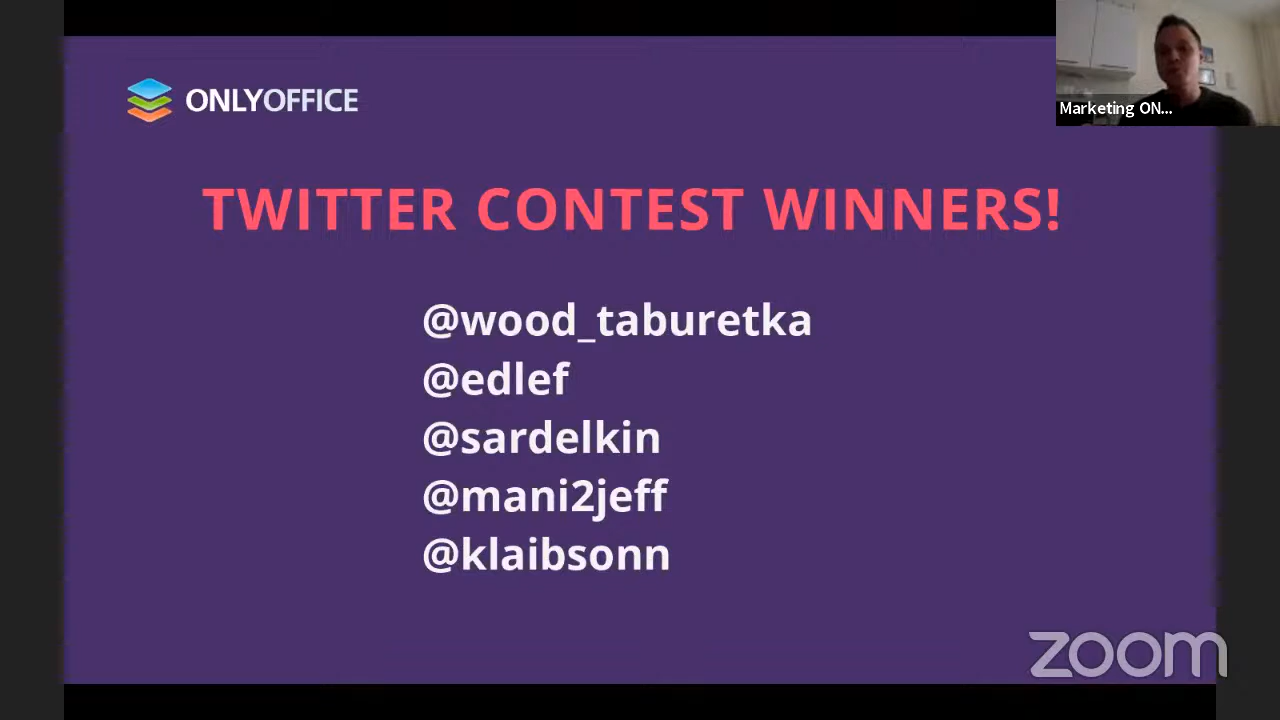 ONLYOFFICE
Marketing ON...
TWITTER CONTEST WINNERS!
@wood_taburetka
@edlef
@sardelkin
@mani2jeff
@klaibsonn
zoom